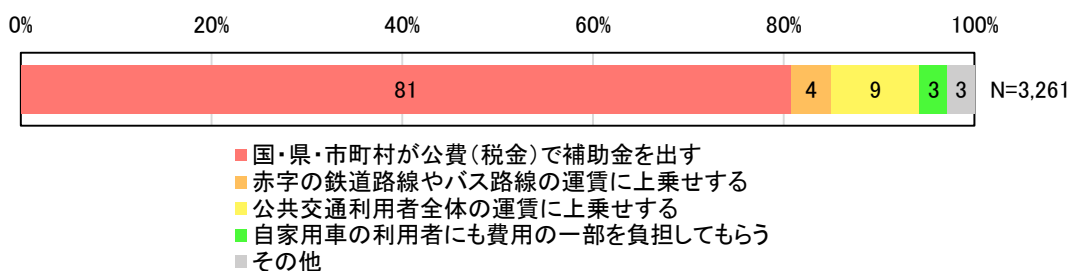 0% 20% 40% 60% 80% 100%
81 4 9 3 3 N=3,261
国・県・市町村が公費（税金）で補助金を出す
赤字の鉄道路線やバス路線の運賃に上乗せする
公共交通利用者全体の運賃に上乗せする
自家用車の利用者にも費用の一部を負担してもらう
その他